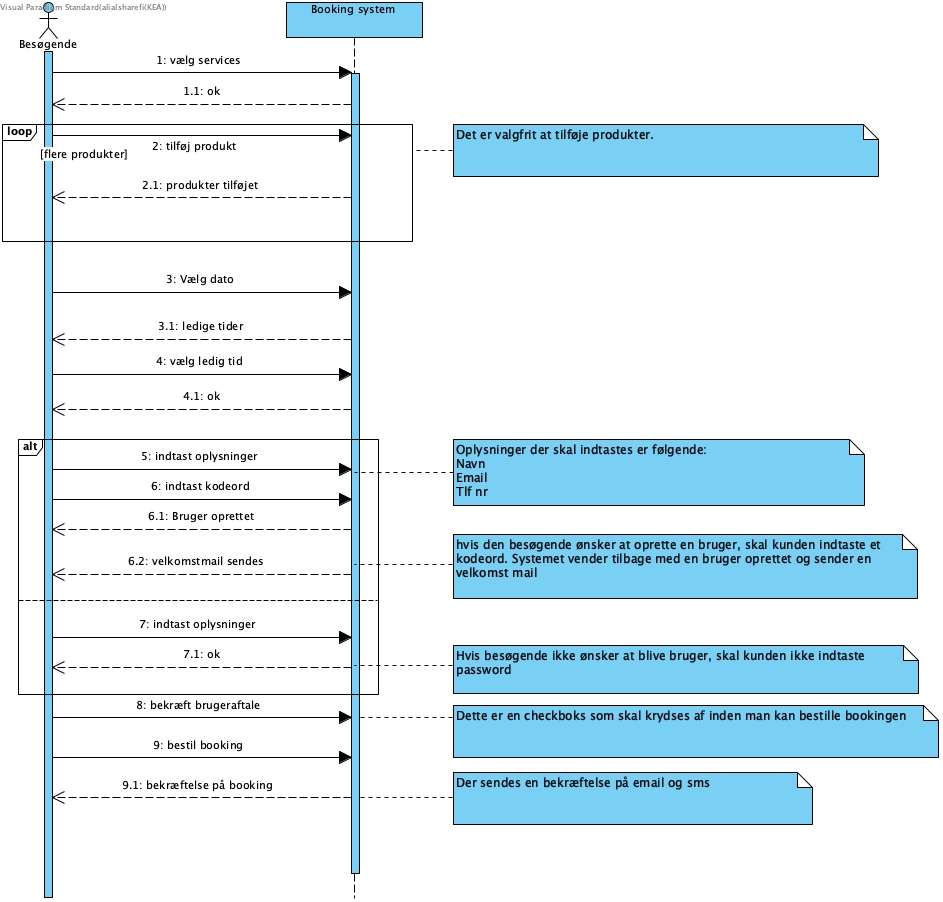 Visual Paradigm Standard(alialsharefi(KEA))
Booking system
Besøgende
1: vælg services
1.1: ok
loop
2: tilføj produkt
[flere produkter]
2.1: produkter tilføjet
Det er valgfrit at tilføje produkter.
3: Vælg dato
3.1: ledige tider
4: vælg ledig tid
4.1: ok
alt
5: indtast oplysninger
Oplysninger der skal indtastes er følgende:
Navn
Email
Tlf nr
6: indtast kodeord
6.1: Bruger oprettet
6.2: velkomstmail sendes
hvis den besøgende ønsker at oprette en bruger, skal kunden indtaste et
kodeord. Systemet vender tilbage med en bruger oprettet og sender en
velkomst mail
7: indtast oplysninger
7.1: ok
Hvis besøgende ikke ønsker at blive bruger, skal kunden ikke indtaste
password
8: bekræft brugeraftale
Dette er en checkboks som skal krydses af inden man kan bestille bookingen
9: bestil booking
9.1: bekræftelse på booking
Der sendes en bekræftelse på email og sms